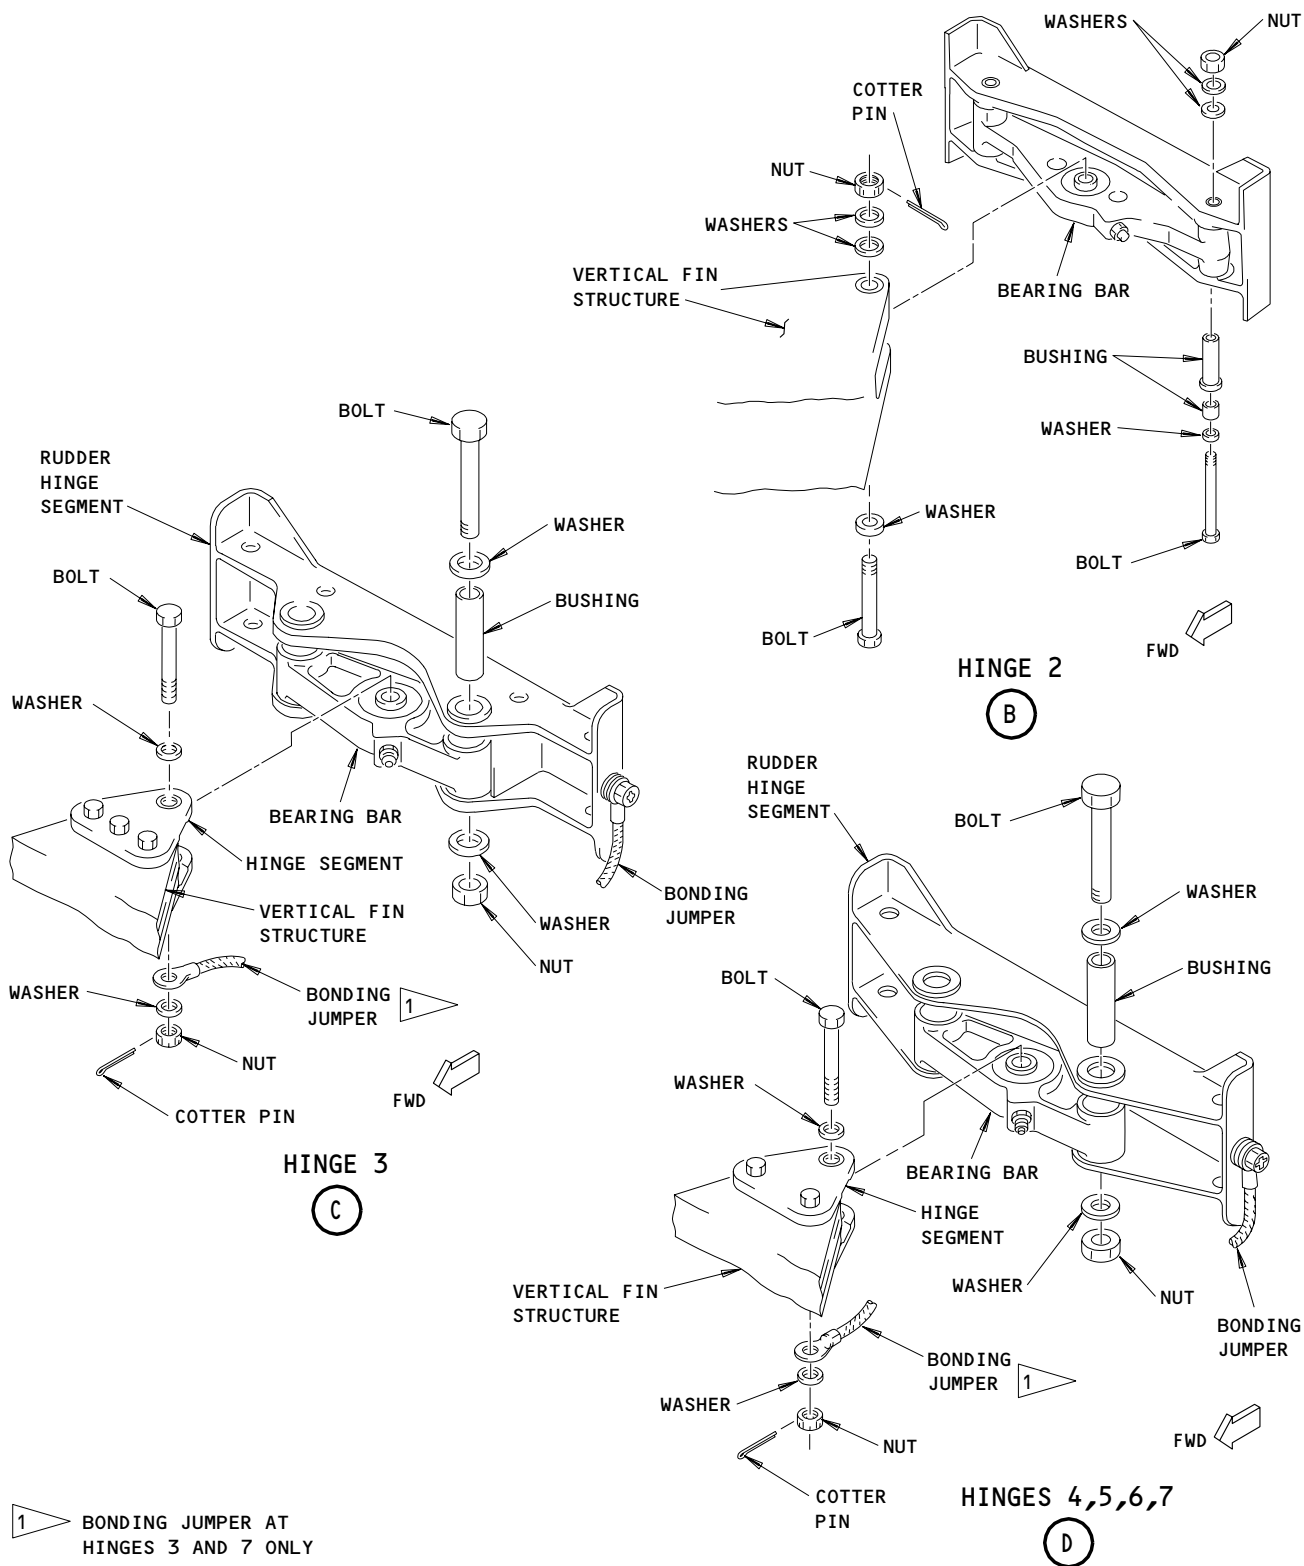 WASHERS
NUT
COTTER
PIN
NUT
WASHERS
VERTICAL FIN
STRUCTURE
BEARING BAR
BUSHING
WASHER
WASHER
BOLT
BOLT
FWD
HINGE 2
B
BOLT
RUDDER
HINGE
SEGMENT
WASHER
BOLT
BUSHING
WASHER
BEARING BAR
HINGE SEGMENT
VERTICAL FIN
STRUCTURE
BONDING
JUMPER
WASHER
NUT
WASHER
BONDING
JUMPER
1
NUT
COTTER PIN
FWD
HINGE 3
C
RUDDER
HINGE
SEGMENT
BOLT
WASHER
BUSHING
BOLT
WASHER
BEARING BAR
HINGE
SEGMENT
VERTICAL FIN
STRUCTURE
WASHER
NUT
BONDING
JUMPER
BONDING
JUMPER
1
WASHER
NUT
COTTER
PIN
FWD
HINGES 4,5,6,7
D
1
BONDING JUMPER AT
HINGES 3 AND 7 ONLY